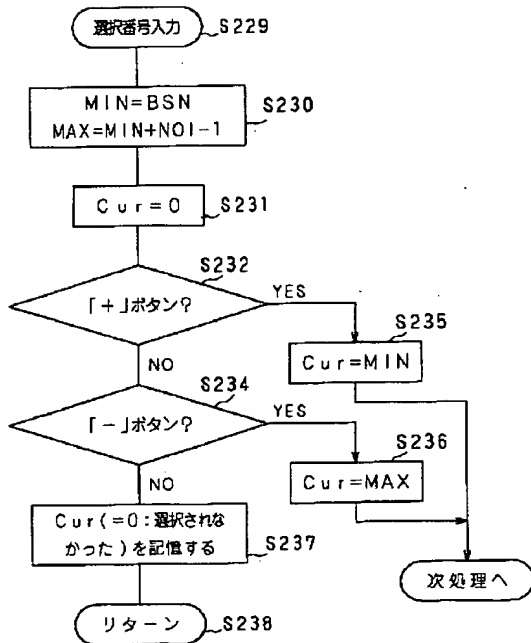 選択番号入力
S229
MIN=BSN
MAX=MIN+NOI-1
S230
Cur=0
S231
S232
「+」ボタン?
YES
S235
Cur=MIN
NO
S234
「-」ボタン?
YES
S236
Cur=MAX
NO
Cur(=0:選択されな
かった)を記憶する
S237
次処理へ
リターン
S238